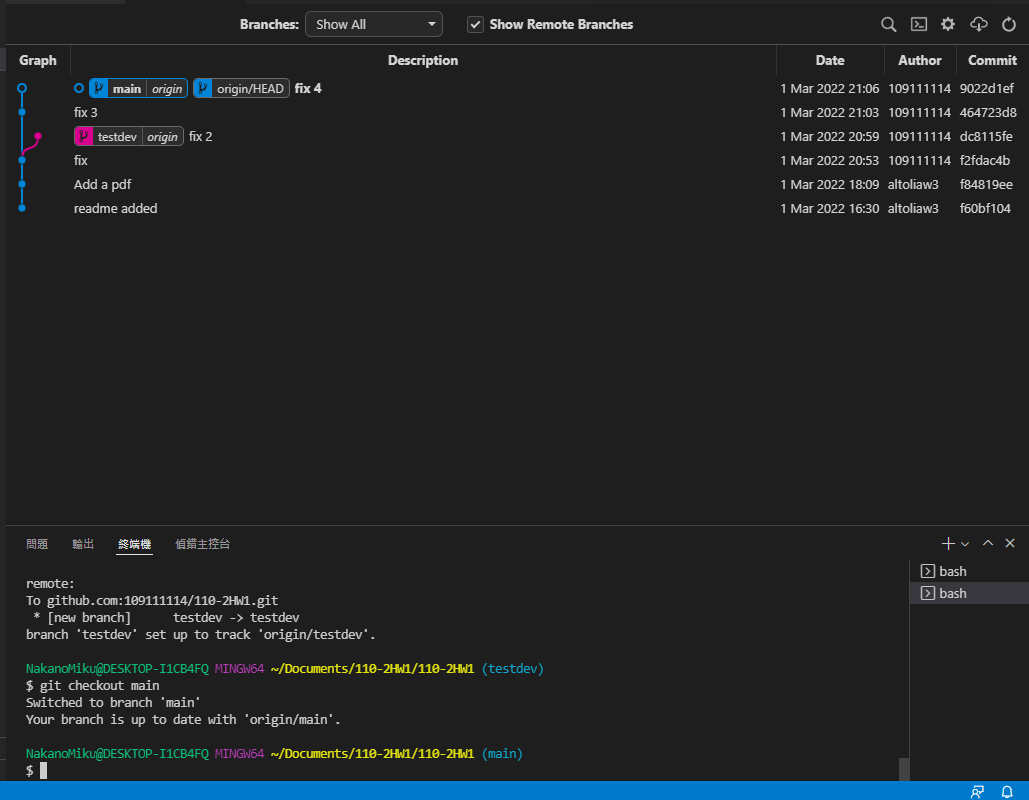 Branches: Show All Show Remote Branches
Graph Description Date Author Commit
main origin origin/HEAD fix 4 1 Mar 2022 21:06 109111114 9022d1ef
fix 3 1 Mar 2022 21:03 109111114 464723d8
testdev origin fix 2 1 Mar 2022 20:59 109111114 dc8115fe
fix 1 Mar 2022 20:53 109111114 f2fdac4b
Add a pdf 1 Mar 2022 18:09 altoliaw3 f84819ee
readme added 1 Mar 2022 16:30 altoliaw3 f60bf104
問題 輸出 終端機 偵錯主控台
bash
bash
remote:
To github.com:109111114/110-2HW1.git
 * [new branch]      testdev -> testdev
branch 'testdev' set up to track 'origin/testdev'.
NakanoMiku@DESKTOP-I1CB4FQ MINGW64 ~/Documents/110-2HW1/110-2HW1 (testdev)
$ git checkout main
Switched to branch 'main'
Your branch is up to date with 'origin/main'.
NakanoMiku@DESKTOP-I1CB4FQ MINGW64 ~/Documents/110-2HW1/110-2HW1 (main)
$